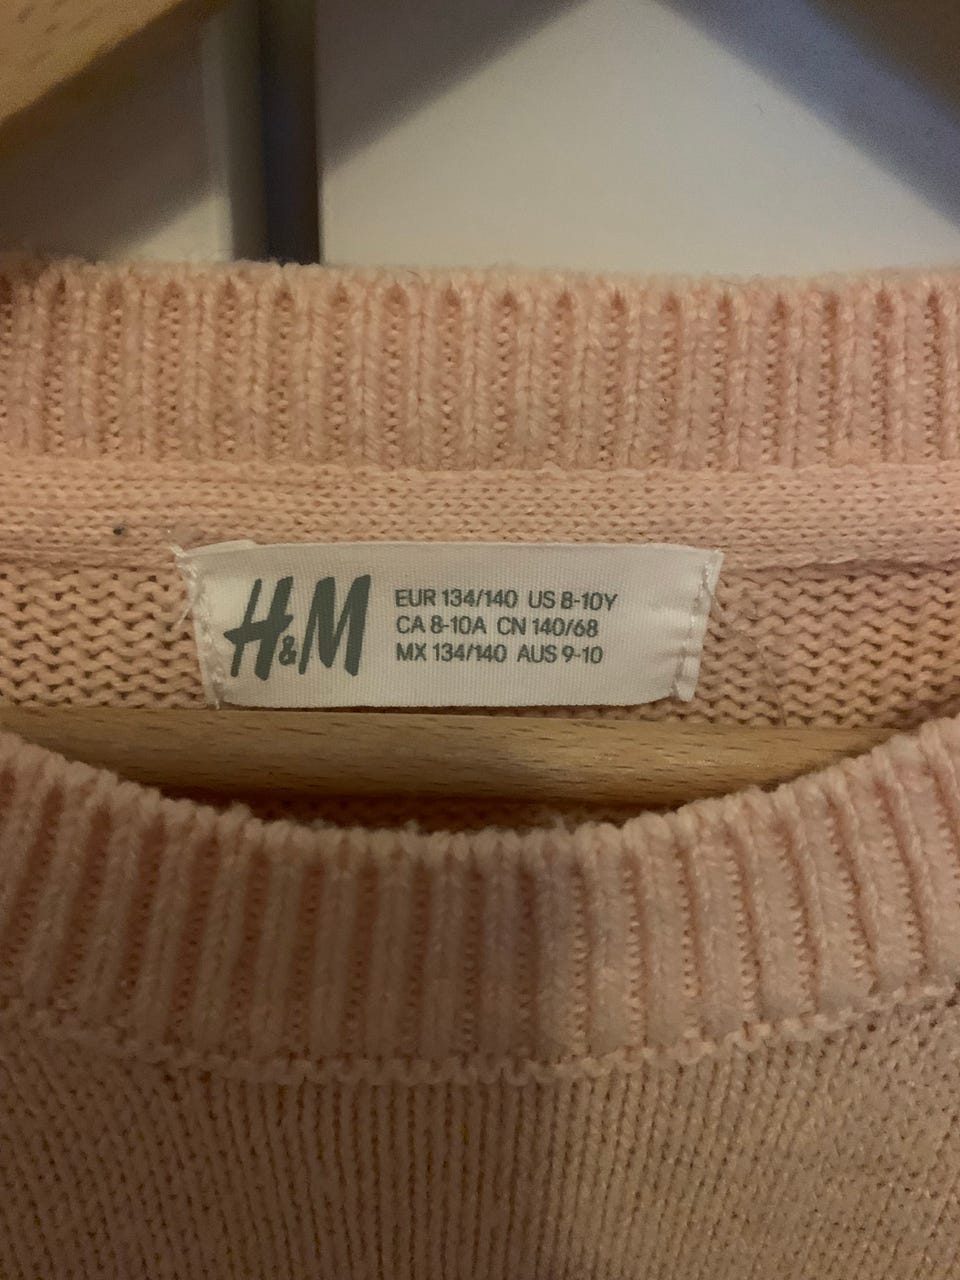 H&M
EUR 134/140 US 8-10Y
CA 8-10A CN 140/68
MX 134/140 AUS 9-10